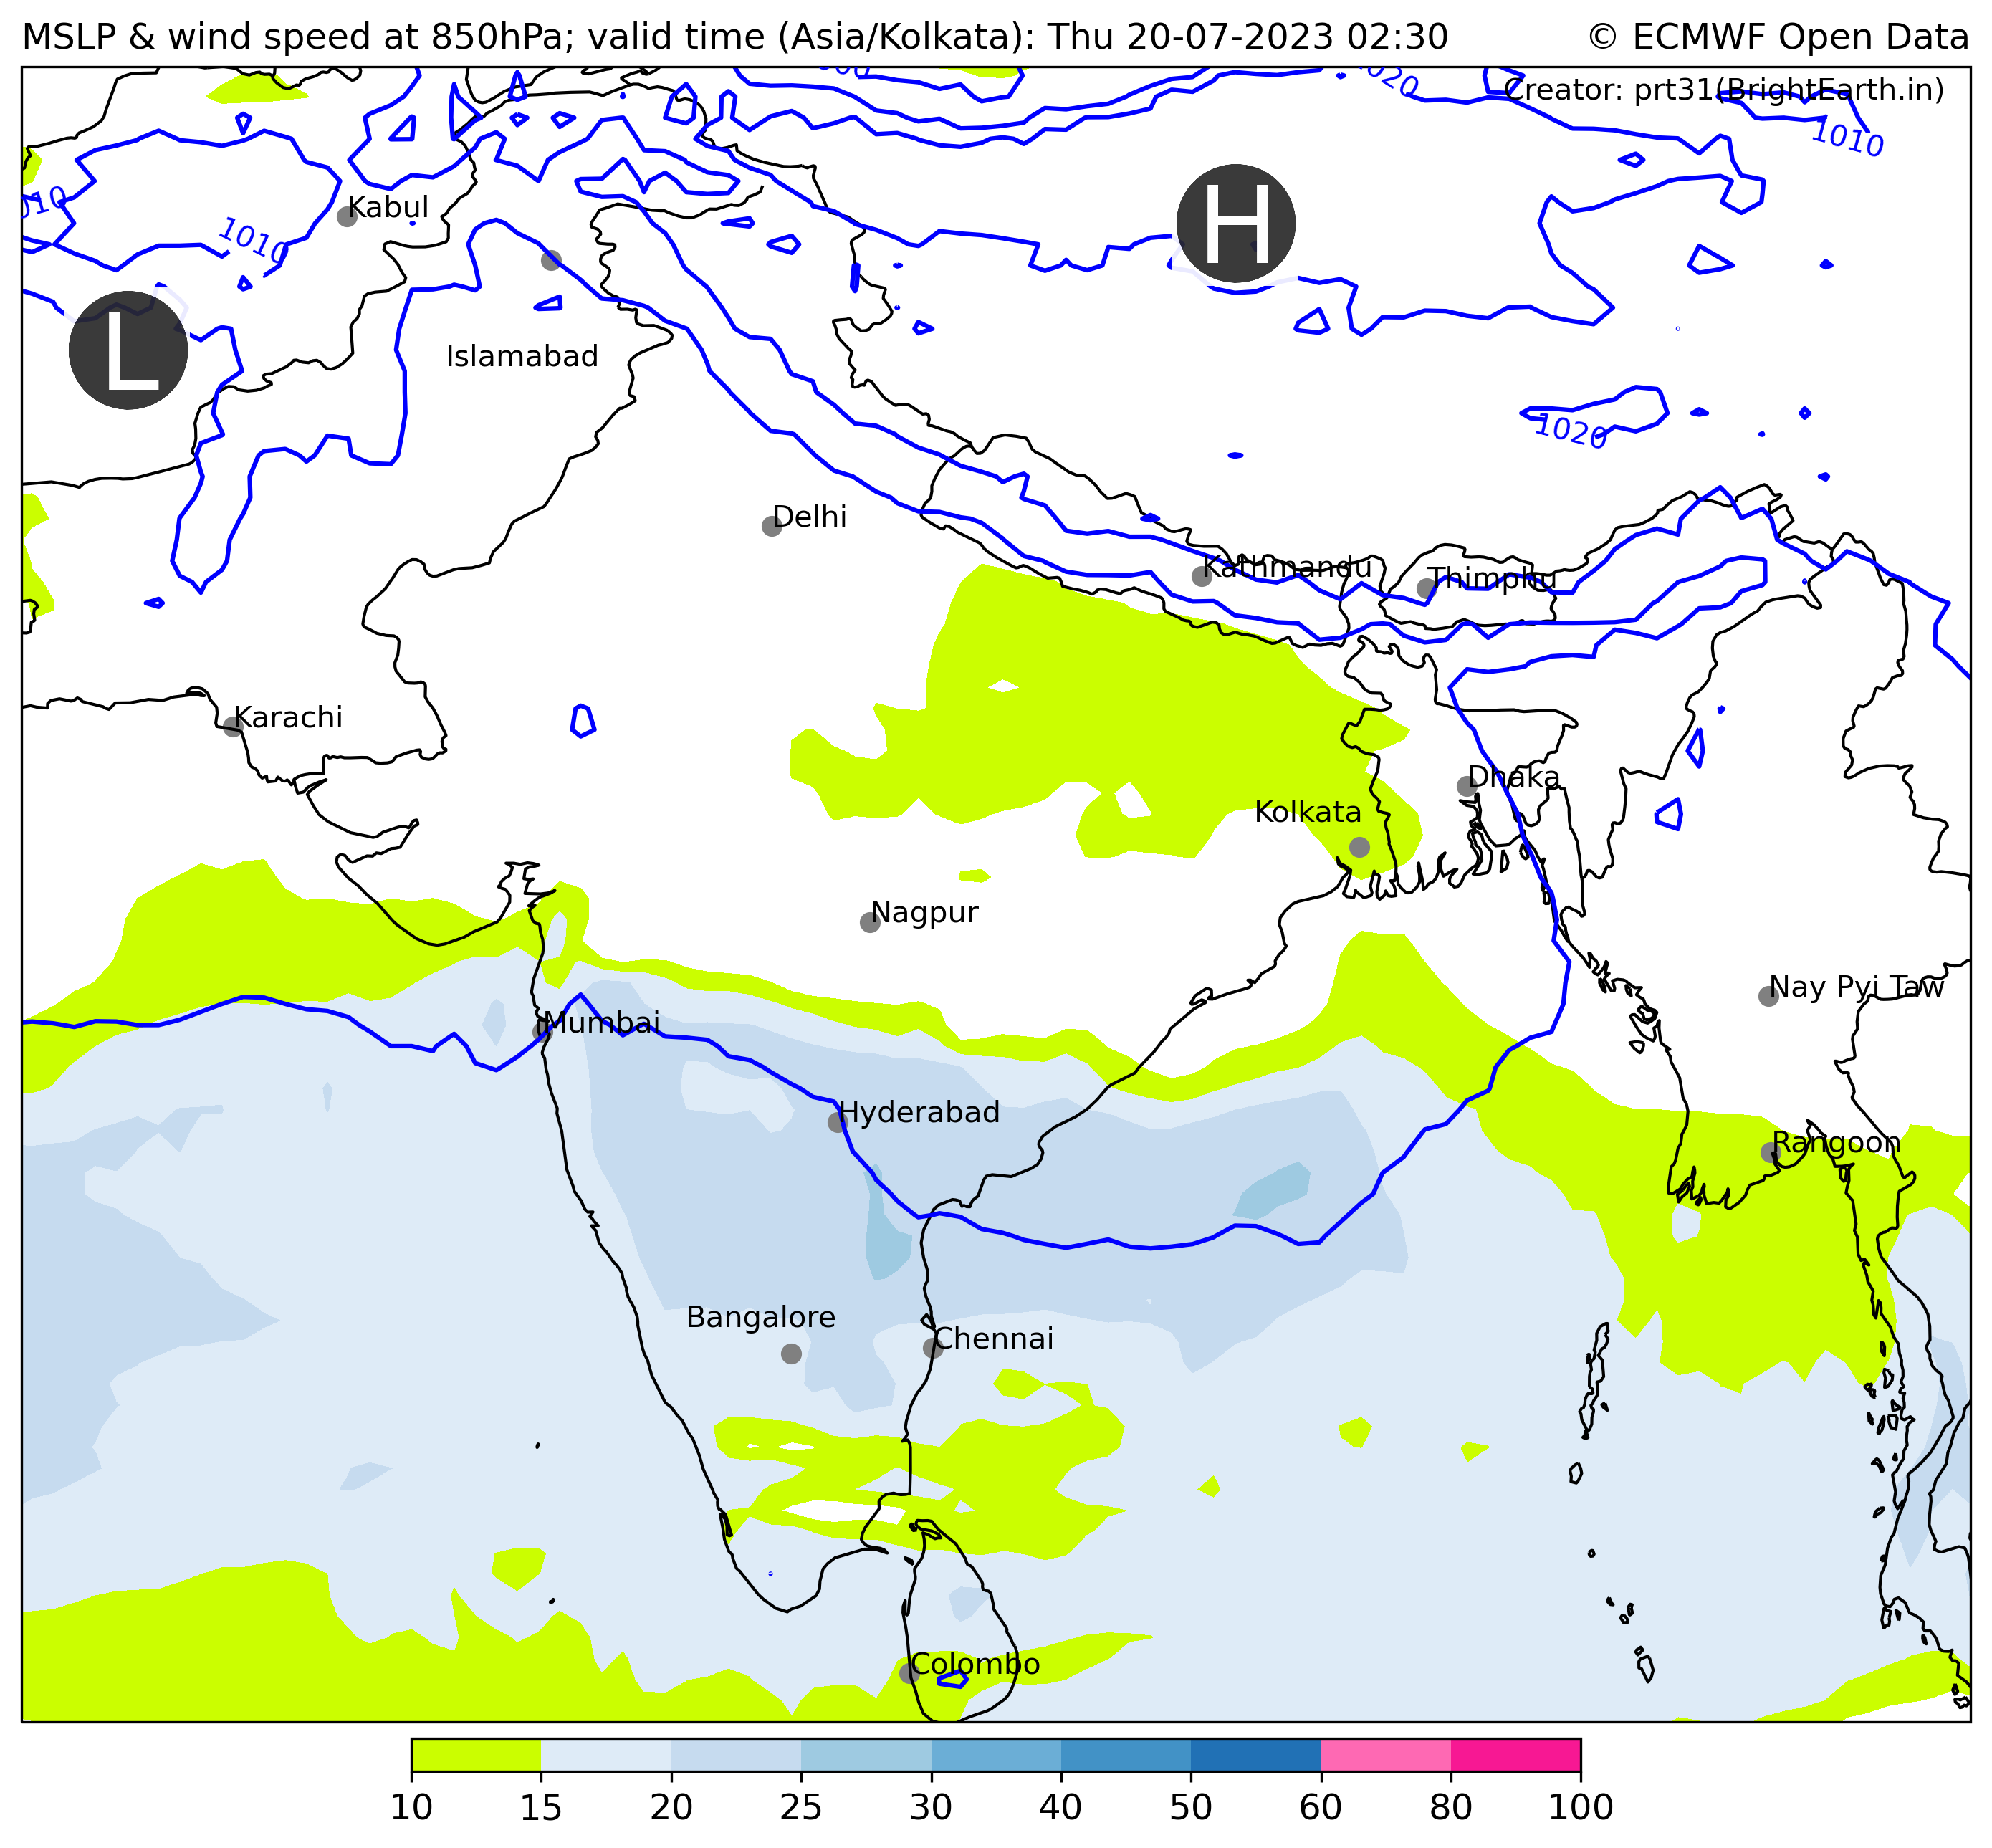 MSLP & wind speed at 850hPa; valid time (Asia/Kolkata): Thu 20-07-2023 02:30
© ECMWF Open Data
Creator: prt31(BrightEarth.in)
1020
1010
H
Kabul
1010
L
Islamabad
1020
Delhi
Kathmandu
Thimphu
Karachi
Dhaka
Kolkata
Nagpur
Nay Pyi Taw
Mumbai
Hyderabad
Rangoon
Bangalore
Chennai
Colombo
10 15 20 25 30 40 50 60 80 100